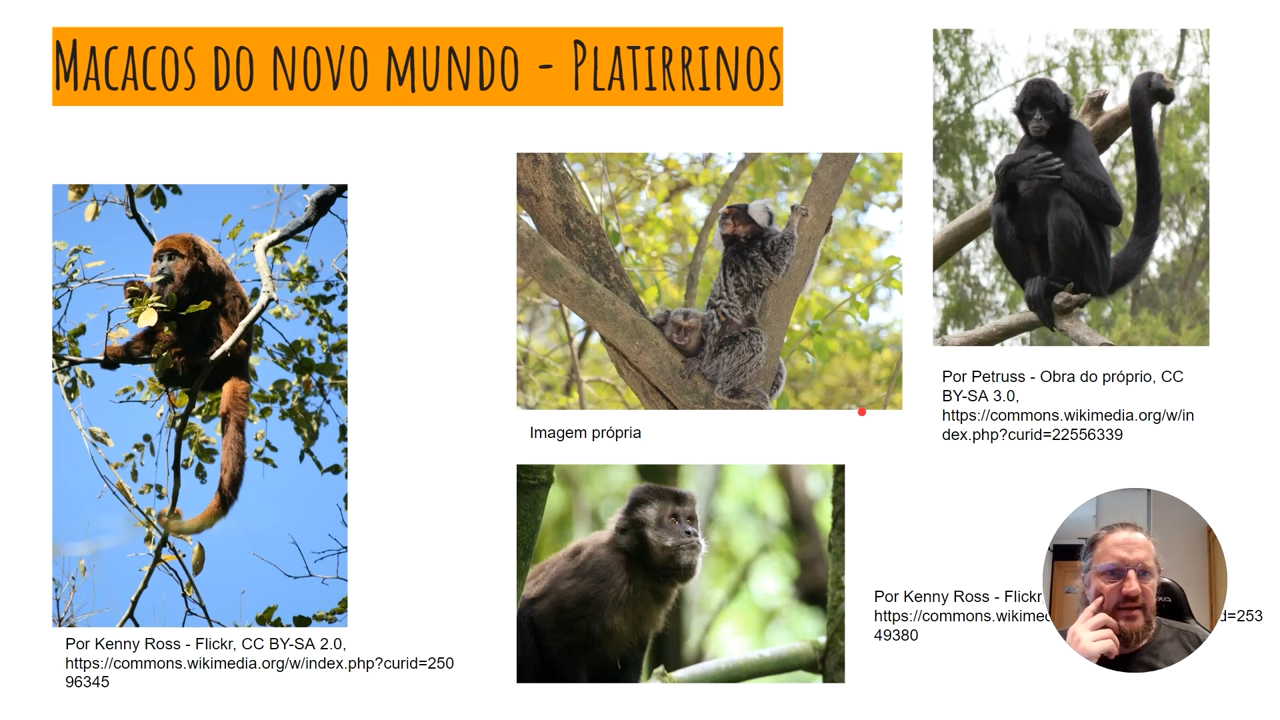 Macacos do novo mundo - Platirrinos
Por Petruss - Obra do próprio, CC
BY-SA 3.0,
https://commons.wikimedia.org/w/in
dex.php?curid=22556339
Imagem própria
Por Kenny Ross - Flickr
https://commons.wikime d=253
49380
Por Kenny Ross - Flickr, CC BY-SA 2.0,
https://commons.wikimedia.org/w/index.php?curid=250
96345